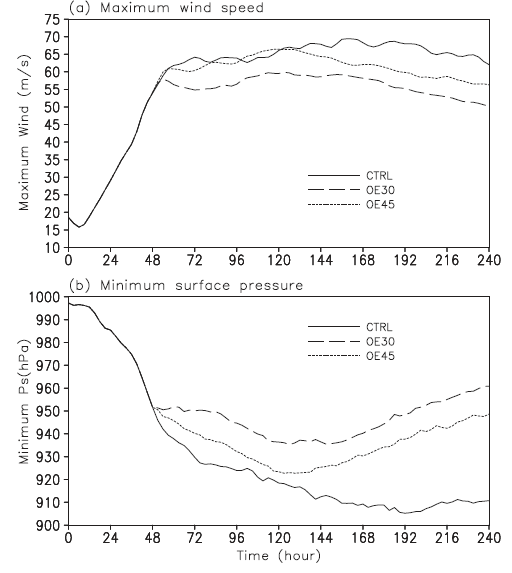 (a) Maximum wind speed
75
70
65
60
55
50
45
40
35
30
25
20
15
10
Maximum Wind (m/s)
CTRL
OE30
OE45
0 24 48 72 96 120 144 168 192 216 240
(b) Minimum surface pressure
1000
990
980
970
960
950
940
930
920
910
900
Minimum Ps(hPa)
CTRL
OE30
OE45
0 24 48 72 96 120 144 168 192 216 240
Time (hour)